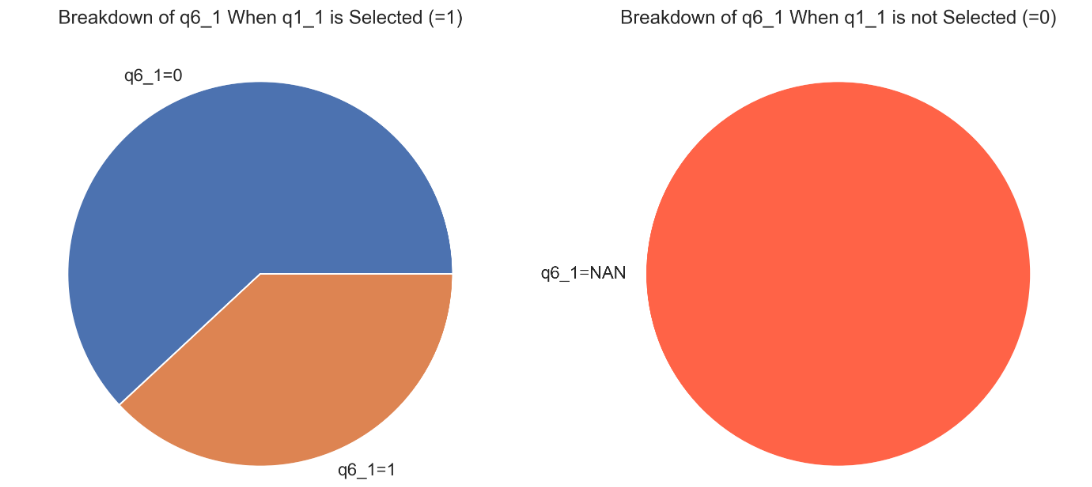 Breakdown of q6_1 When q1_1 is Selected (=1)
q6_1=0
q6_1=1
Breakdown of q6_1 When q1_1 is not Selected (=0)
q6_1=NAN